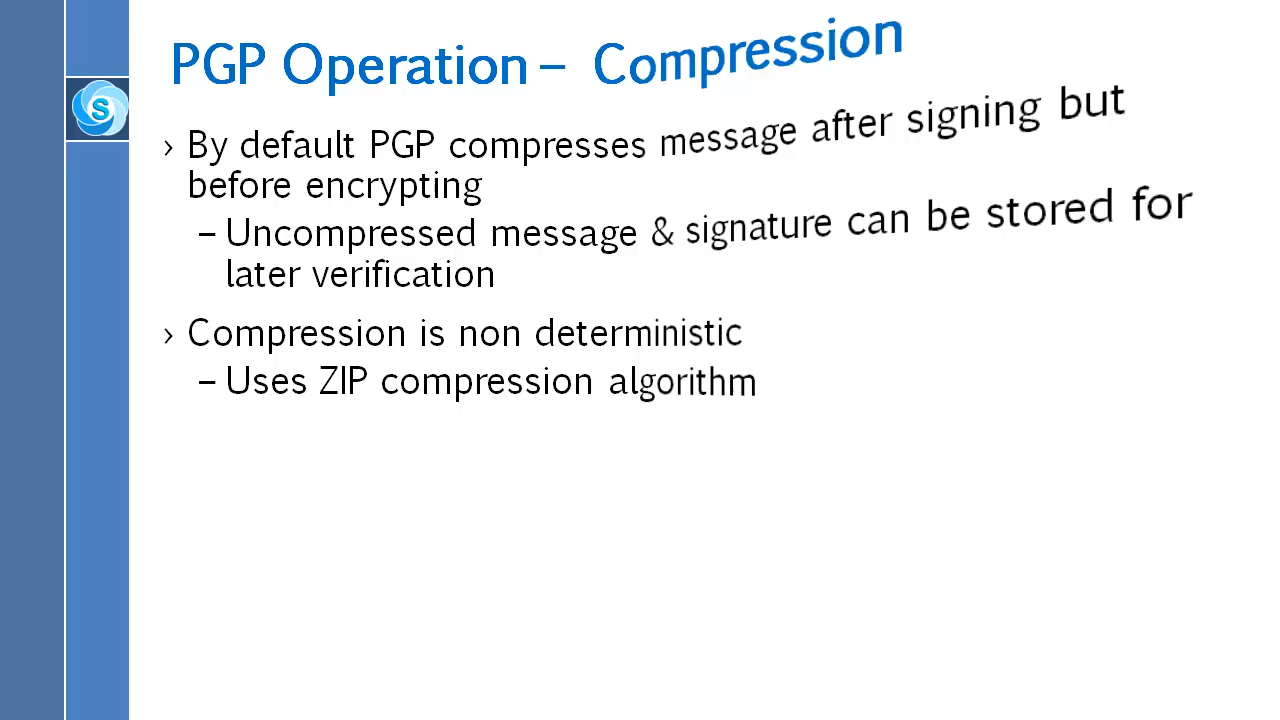 PGP Operation – Compression
› By default PGP compresses message after signing but
before encrypting
– Uncompressed message & signature can be stored for
later verification
› Compression is non deterministic
– Uses ZIP compression algorithm
S